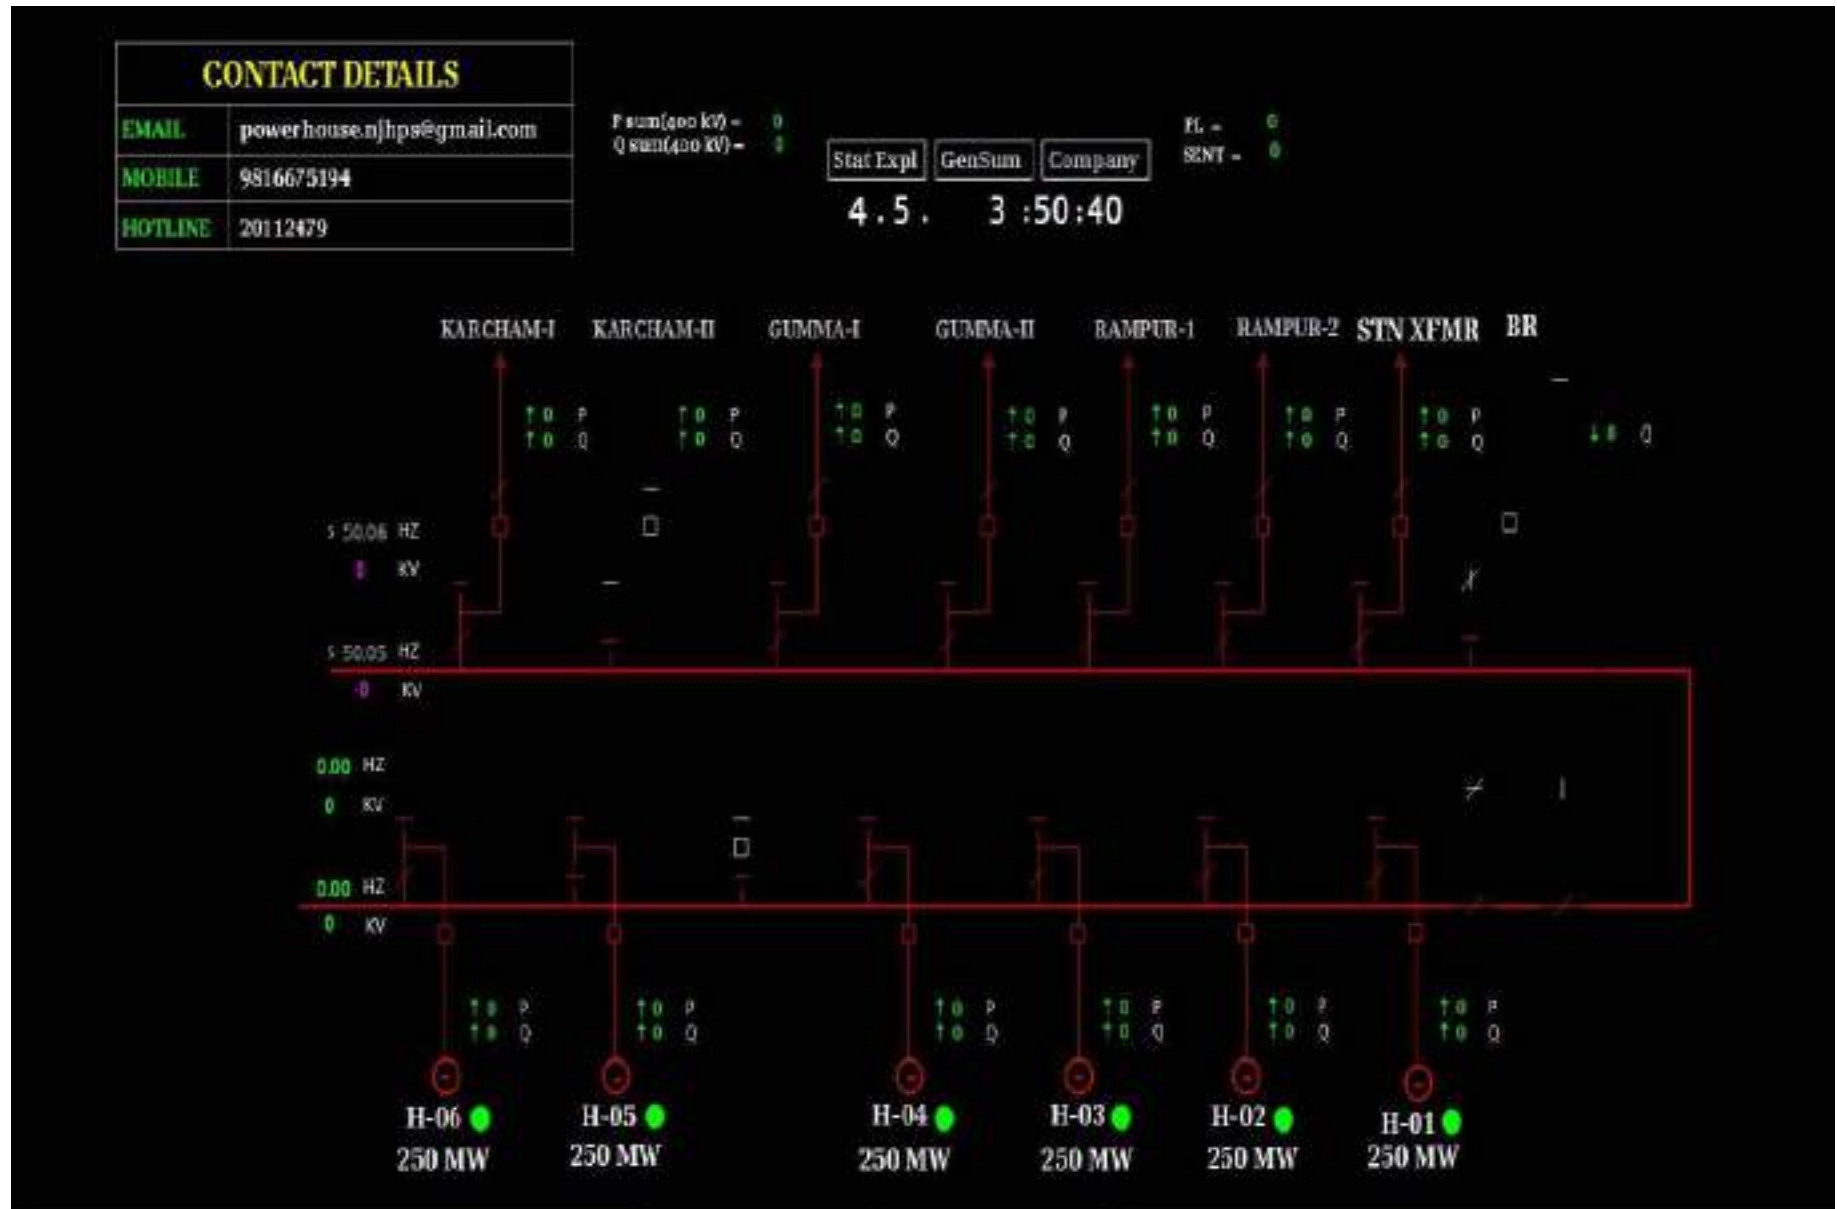 CONTACT DETAILS
EMAIL powerhouse.njhps@gmail.com
MOBILE 9816675194
HOTLINE 20112479
P sum(400 kV) = 0
Q sum(400 kV) = 0
Stat Expl GenSum Company
4.5. 3:50:40
PL = 0
SENT = 0
KARCHAM-I KARCHAM-II GUMMA-I GUMMA-II RAMPUR-1 RAMPUR-2 STN XFMR BR
↑0 P ↑0 P ↑0 P ↑0 P ↑0 P ↑0 P ↑0 P
↑0 Q ↑0 Q ↑0 Q ↑0 Q ↑0 Q ↑0 Q ↑0 Q Q
S 50.06 HZ
KV
S 50.05 HZ
-0 KV
0.00 HZ
0 KV
0.00 HZ
0 KV
↑0 P ↑0 P ↑0 P ↑0 P ↑0 P ↑0 P
↑0 Q ↑0 Q ↑0 Q ↑0 Q ↑0 Q ↑0 Q
H-06 H-05 H-04 H-03 H-02 H-01
250 MW 250 MW 250 MW 250 MW 250 MW 250 MW